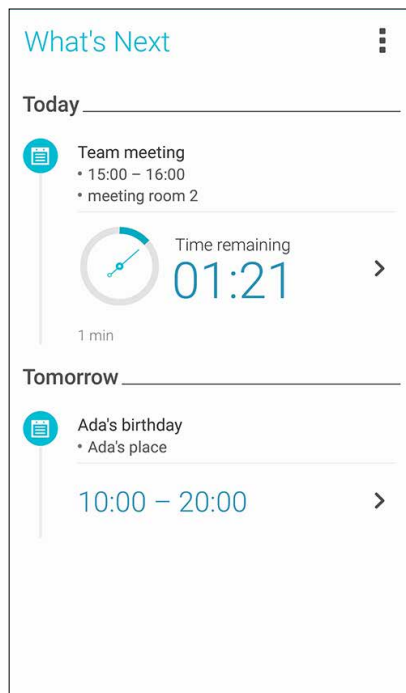 What's Next
Today
Team meeting
• 15:00 – 16:00
• meeting room 2
Time remaining
01:21
1 min
Tomorrow
Ada's birthday
• Ada's place
10:00 – 20:00